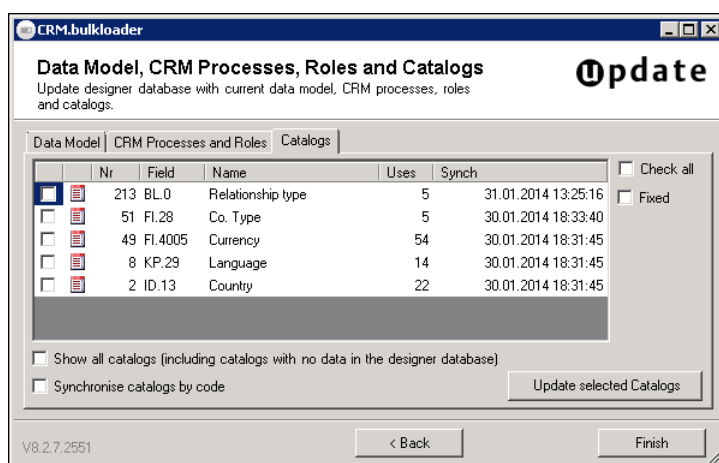 CRM.bulkloader
Data Model, CRM Processes, Roles and Catalogs
Update designer database with current data model, CRM processes, roles
and catalogs.
update
Data Model CRM Processes and Roles Catalogs
Nr Field Name Uses Synch
213 BL.0 Relationship type 5 31.01.2014 13:25:16
51 FI.28 Co. Type 5 30.01.2014 18:33:40
49 FI.4005 Currency 54 30.01.2014 18:31:45
8 KP.29 Language 14 30.01.2014 18:31:45
2 ID.13 Country 22 30.01.2014 18:31:45
Check all
Fixed
Show all catalogs (including catalogs with no data in the designer database)
Synchronise catalogs by code
Update selected Catalogs
V8.2.7.2551
< Back
Finish